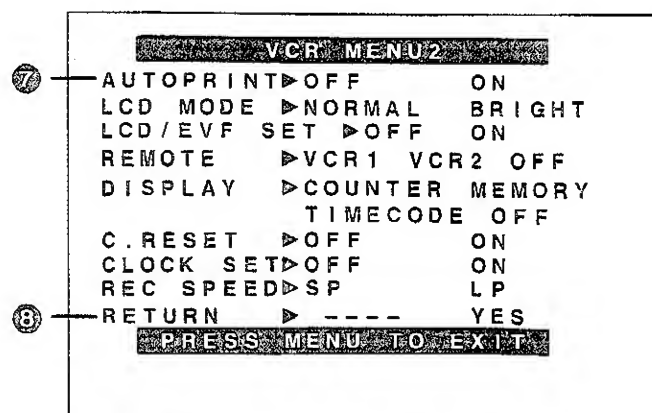 VCR MENU2
7 AUTOPRINT▷OFF ON
LCD MODE ▷NORMAL BRIGHT
LCD/EVF SET ▷OFF ON
REMOTE ▷VCR1 VCR2 OFF
DISPLAY ▷COUNTER MEMORY
TIMECODE OFF
C.RESET ▷OFF ON
CLOCK SET▷OFF ON
REC SPEED▷SP LP
8 RETURN ▷ ---- YES
PRESS MENU TO EXIT